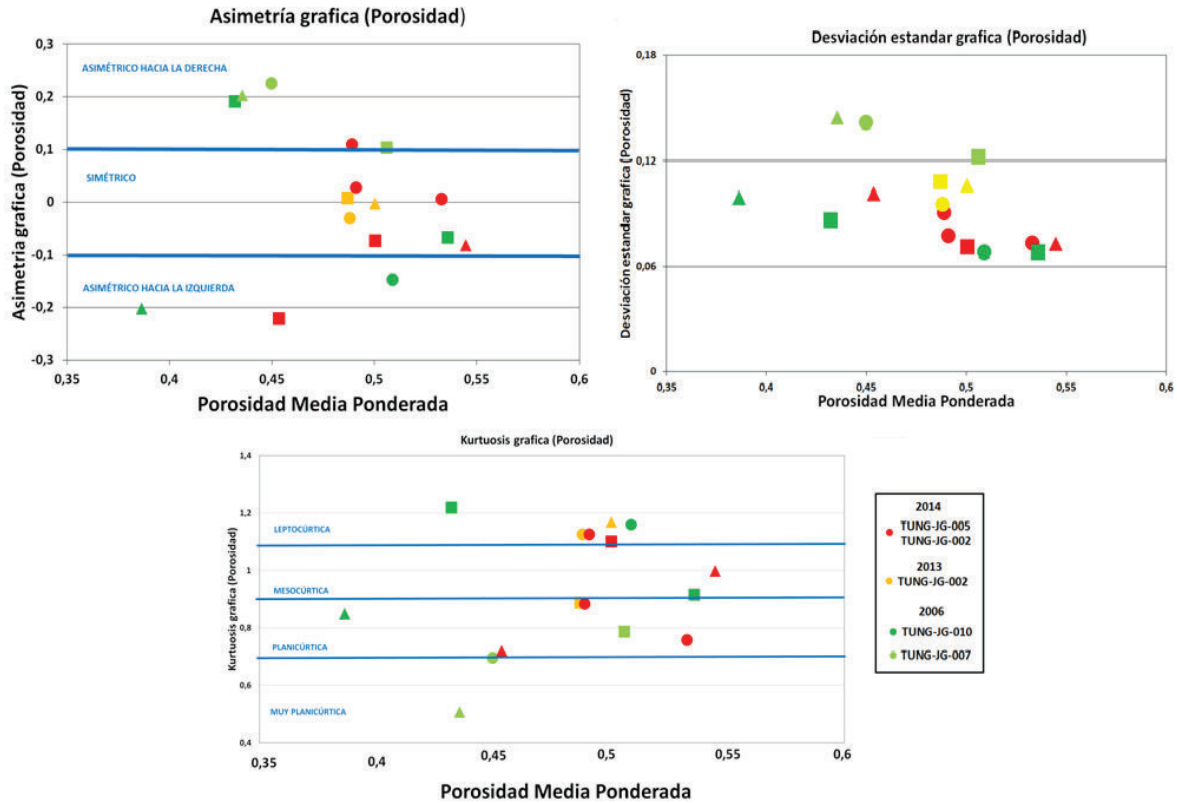 Asimetría grafica (Porosidad)
Asimetria grafica (Porosidad)
0,3
0,2
0,1
0
-0,1
-0,2
-0,3
ASIMÉTRICO HACIA LA DERECHA
SIMÉTRICO
ASIMÉTRICO HACIA LA IZQUIERDA
0,35
0,4
0,45
0,5
0,55
0,6
Porosidad Media Ponderada
Desviación estandar grafica (Porosidad)
Desviación estandar grafica (Porosidad)
0,18
0,12
0,06
0
0,35
0,4
0,45
0,5
0,55
0,6
Porosidad Media Ponderada
Kurtuosis grafica (Porosidad)
Kurtuosis grafica (Porosidad)
1,4
1,2
1
0,8
0,6
0,4
LEPTOCÚRTICA
MESOCÚRTICA
PLANICÚRTICA
MUY PLANICÚRTICA
0,35
0,4
0,45
0,5
0,55
0,6
Porosidad Media Ponderada
2014
TUNG-JG-005
TUNG-JG-002
2013
TUNG-JG-002
2006
TUNG-JG-010
TUNG-JG-007